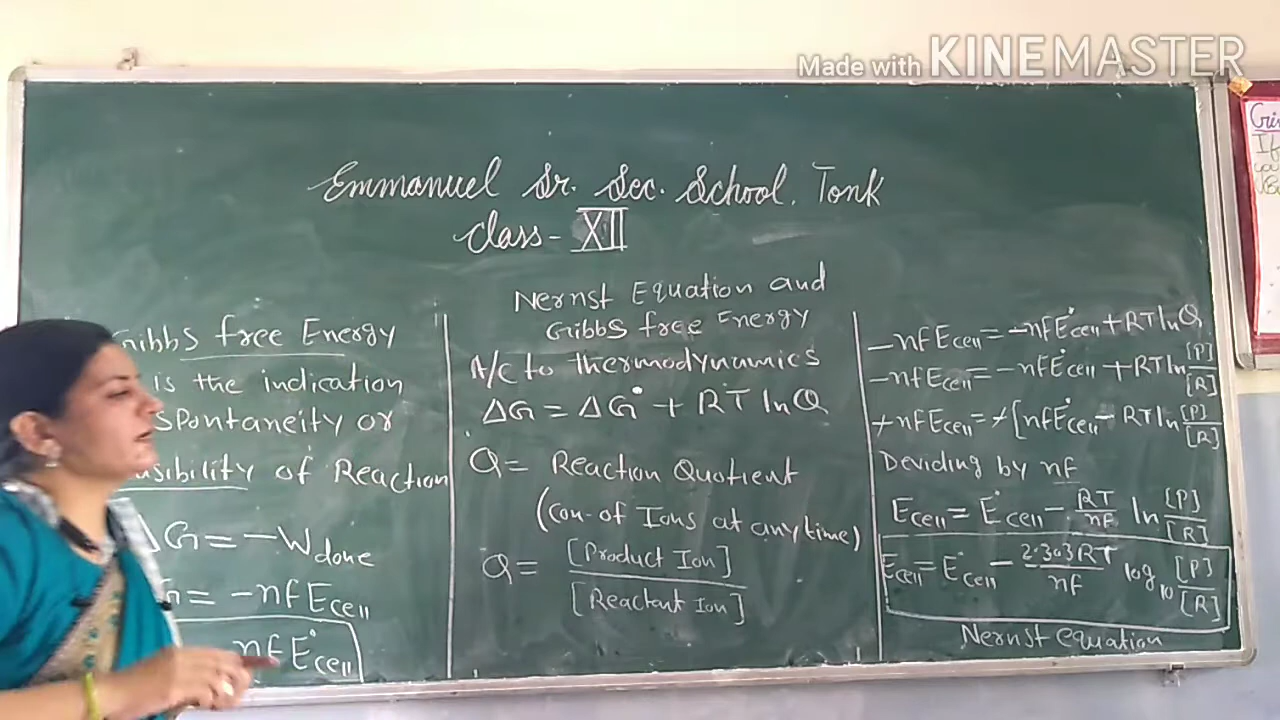 Made with KINEMASTER
Emmanuel Sr. Sec. School, Tonk
Class - XII
Gibbs free Energy
is the indication
spontaneity or
of Reaction
ΔG = -Wdone
= -nfEcell
nfE°cell
Nernst Equation and
Gibbs free Energy
A/c to thermodynamics
ΔG = ΔG° + RT lnQ
Q = Reaction Quotient
(Con. of Ions at any time)
Q = [Product Ion] / [Reactant Ion]
-nfEcell = -nfE°cell + RT lnQ
-nfEcell = -nfE°cell + RT ln [P]/[R]
+nfEcell = +[nfE°cell - RT ln [P]/[R]
Deviding by nf
Ecell = E°cell - RT/nf ln [P]/[R]
Ecell = E°cell - 2.303RT/nf log10 [P]/[R]
Nernst equation
If